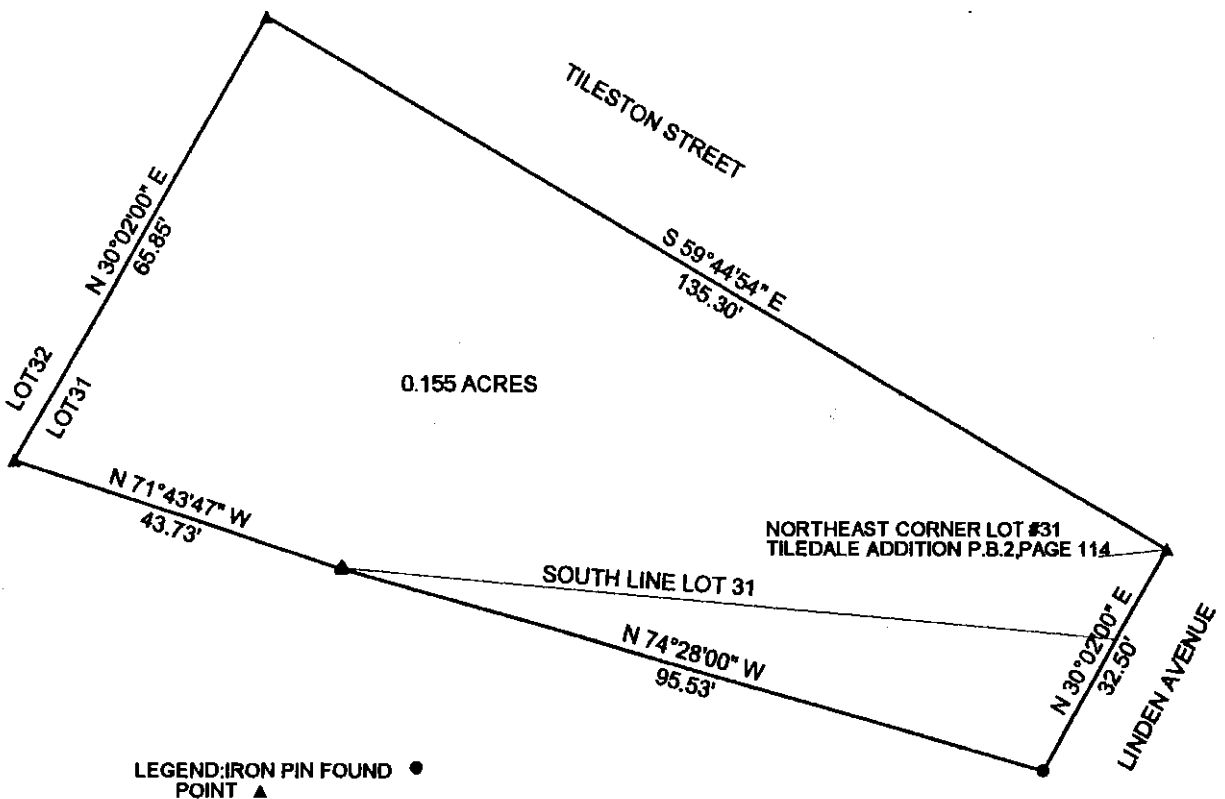 TILESTON STREET
N 30°02'00" E
65.85'
S 59°44'54" E
135.30'
LOT32
LOT31
0.155 ACRES
N 71°43'47" W
43.73'
NORTHEAST CORNER LOT #31
TILEDALE ADDITION P.B.2,PAGE 114
SOUTH LINE LOT 31
N 74°28'00" W
95.53'
N 30°02'00" E
32.50'
LINDEN AVENUE
LEGEND:IRON PIN FOUND ●
POINT ▲